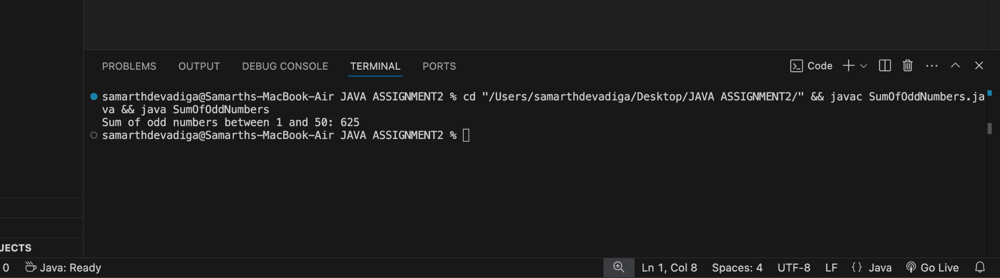 PROBLEMS OUTPUT DEBUG CONSOLE TERMINAL PORTS Code
samarthdevadiga@Samarths-MacBook-Air JAVA ASSIGNMENT2 % cd "/Users/samarthdevadiga/Desktop/JAVA ASSIGNMENT2/" && javac SumOfOddNumbers.ja
va && java SumOfOddNumbers
Sum of odd numbers between 1 and 50: 625
samarthdevadiga@Samarths-MacBook-Air JAVA ASSIGNMENT2 %
JECTS
0 Java: Ready Ln 1, Col 8 Spaces: 4 UTF-8 LF {} Java Go Live